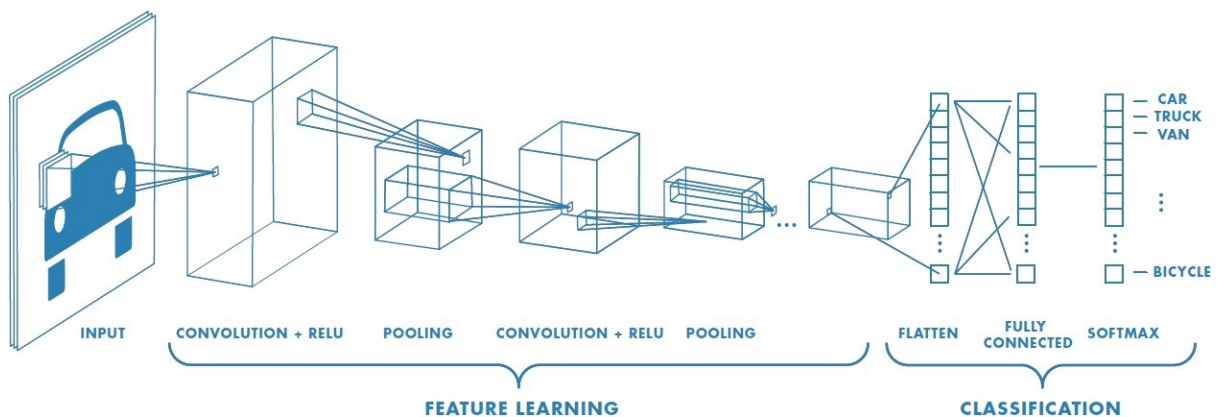 CAR
TRUCK
VAN
BICYCLE
INPUT
CONVOLUTION + RELU
POOLING
CONVOLUTION + RELU
POOLING
FLATTEN
FULLY
CONNECTED
SOFTMAX
FEATURE LEARNING
CLASSIFICATION